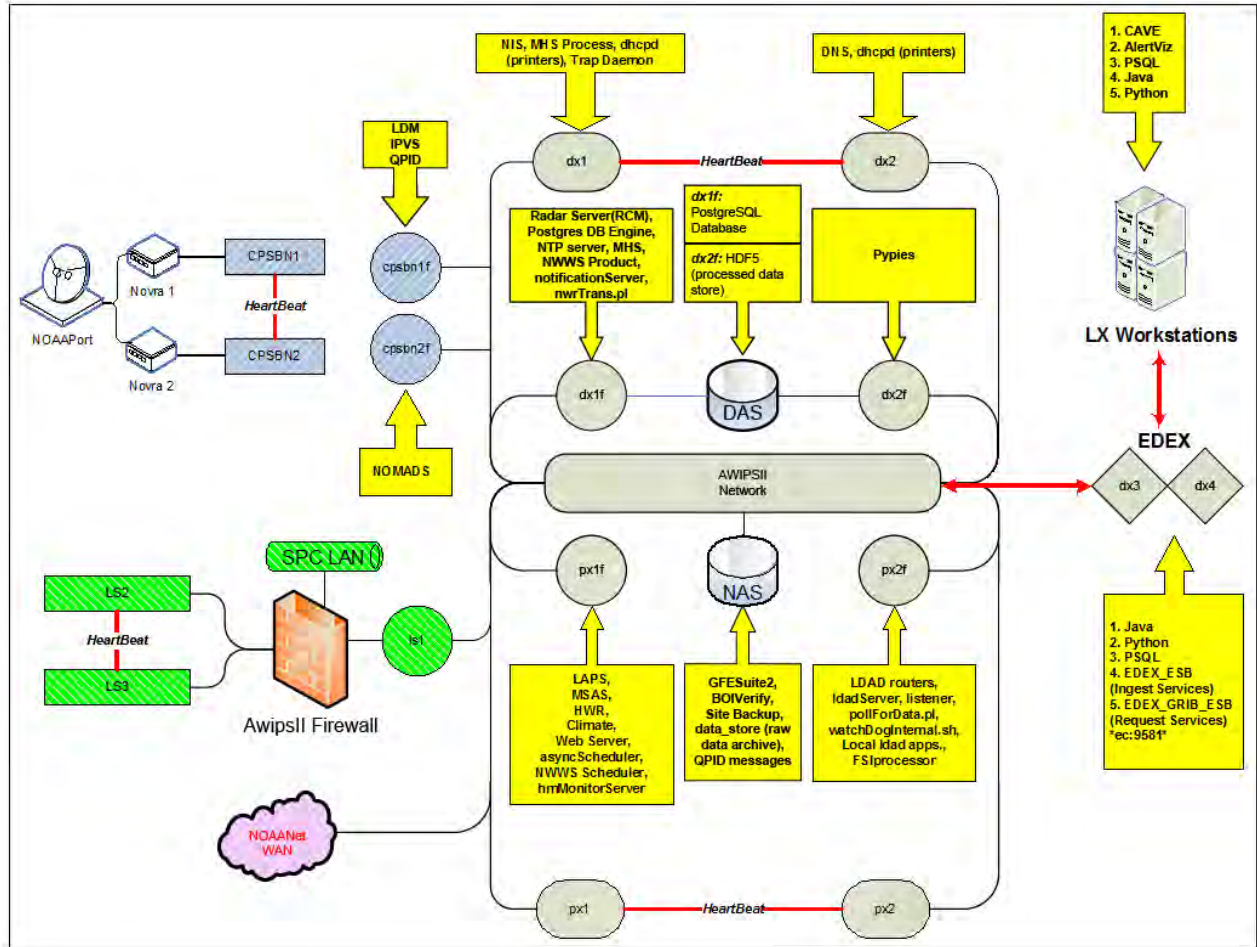 NIS, MHS Process, dhcpd
(printers), Trap Daemon
DNS, dhcpd (printers)
1. CAVE
2. AlertViz
3. PSQL
4. Java
5. Python
LDM
IPVS
QPID
dx1
HeartBeat
dx2
Radar Server(RCM),
Postgres DB Engine,
NTP server, MHS,
NWWS Product,
notificationServer,
nwrTrans.pl
dx1f:
PostgreSQL
Database
dx2f: HDF5
(processed data
store)
Pypies
NOAAPort
Novra 1
Novra 2
CPSBN1
HeartBeat
CPSBN2
cpsbn1f
cpsbn2f
NOMADS
dx1f
DAS
dx2f
LX Workstations
EDEX
dx3
dx4
AWIPSII
Network
SPC LAN ()
LS2
HeartBeat
LS3
AwipsII Firewall
ls1
px1f
NAS
px2f
LAPS,
MSAS,
HWR,
Climate,
Web Server,
asyncScheduler,
NWWS Scheduler,
hmMonitorServer
GFESuite2,
BOIVerify,
Site Backup,
data_store (raw
data archive),
QPID messages
LDAD routers,
ldadServer, listener,
pollForData.pl,
watchDogInternal.sh,
Local ldad apps.,
FSIprocessor
1. Java
2. Python
3. PSQL
4. EDEX_ESB
(Ingest Services)
5. EDEX_GRIB_ESB
(Request Services)
*ec:9581*
NOAANet
WAN
px1
HeartBeat
px2